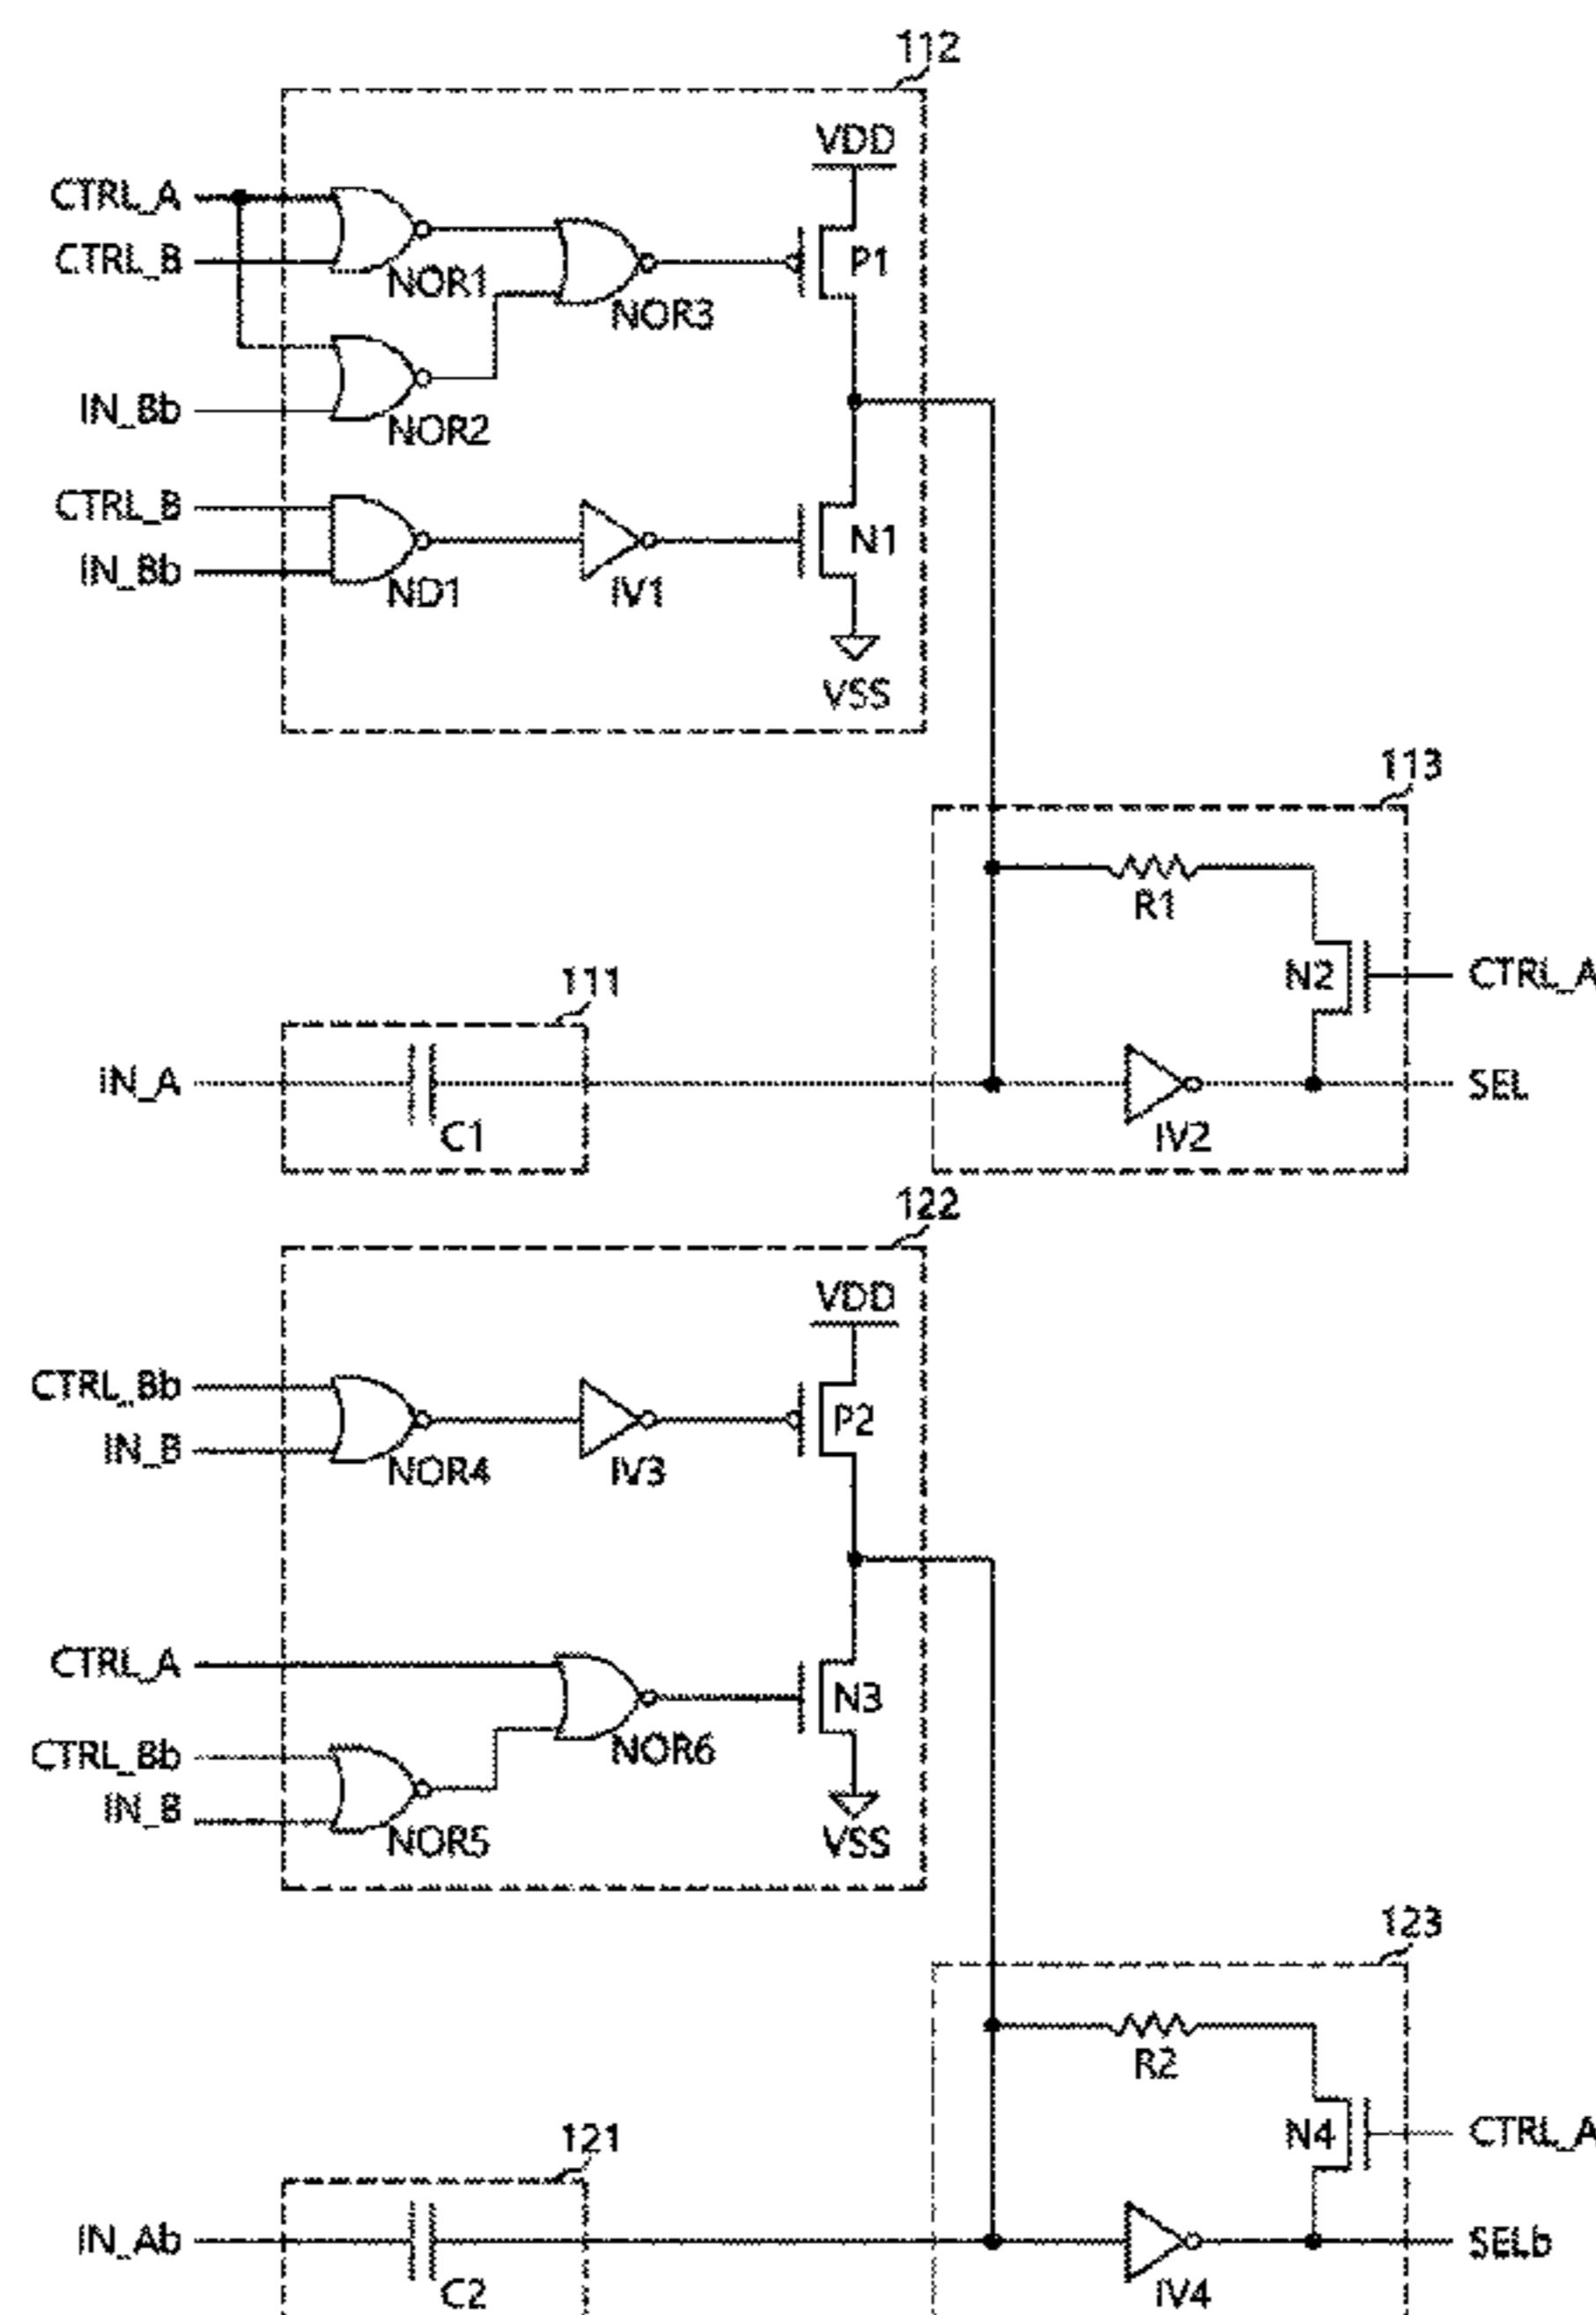 112
VDD
CTRL_A
CTRL_B
P1
NOR1
NOR3
IN_Bb
NOR2
CTRL_B
N1
IN_Bb
ND1
IV1
VSS
113
R1
N2
CTRL_A
111
IN_A
SEL
C1
IV2
122
VDD
CTRL_Bb
P2
IN_B
NOR4
IV3
CTRL_A
N3
NOR6
CTRL_Bb
IN_B
NOR5
VSS
123
R2
N4
CTRL_A
121
IN_Ab
SELb
C2
IV4